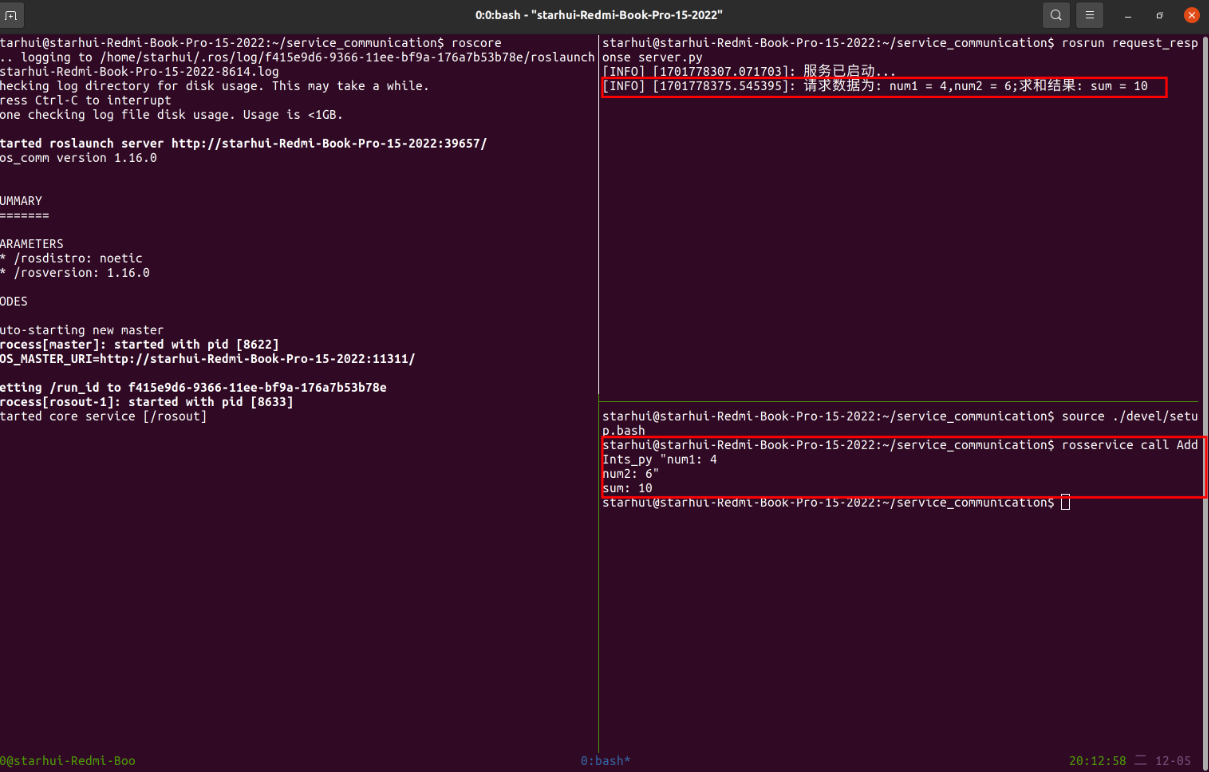 0:0:bash - "starhui-Redmi-Book-Pro-15-2022"
tarhui@starhui-Redmi-Book-Pro-15-2022:~/service_communication$ roscore
.. logging to /home/starhui/.ros/log/f415e9d6-9366-11ee-bf9a-176a7b53b78e/roslaunch
starhui-Redmi-Book-Pro-15-2022-8614.log
hecking log directory for disk usage. This may take a while.
ress Ctrl-C to interrupt
one checking log file disk usage. Usage is <1GB.
tarted roslaunch server http://starhui-Redmi-Book-Pro-15-2022:39657/
os_comm version 1.16.0
UMMARY
=======
ARAMETERS
* /rosdistro: noetic
* /rosversion: 1.16.0
ODES
uto-starting new master
rocess[master]: started with pid [8622]
OS_MASTER_URI=http://starhui-Redmi-Book-Pro-15-2022:11311/
etting /run_id to f415e9d6-9366-11ee-bf9a-176a7b53b78e
rocess[rosout-1]: started with pid [8633]
tarted core service [/rosout]
starhui@starhui-Redmi-Book-Pro-15-2022:~/service_communication$ rosrun request_resp
onse server.py
[INFO] [1701778307.071703]: 服务已启动...
[INFO] [1701778375.545395]: 请求数据为: num1 = 4,num2 = 6;求和结果: sum = 10
starhui@starhui-Redmi-Book-Pro-15-2022:~/service_communication$ source ./devel/setu
p.bash
starhui@starhui-Redmi-Book-Pro-15-2022:~/service_communication$ rosservice call Add
Ints_py "num1: 4
num2: 6"
sum: 10
starhui@starhui-Redmi-Book-Pro-15-2022:~/service_communication$
0@starhui-Redmi-Boo
0:bash*
20:12:58 二 12-05